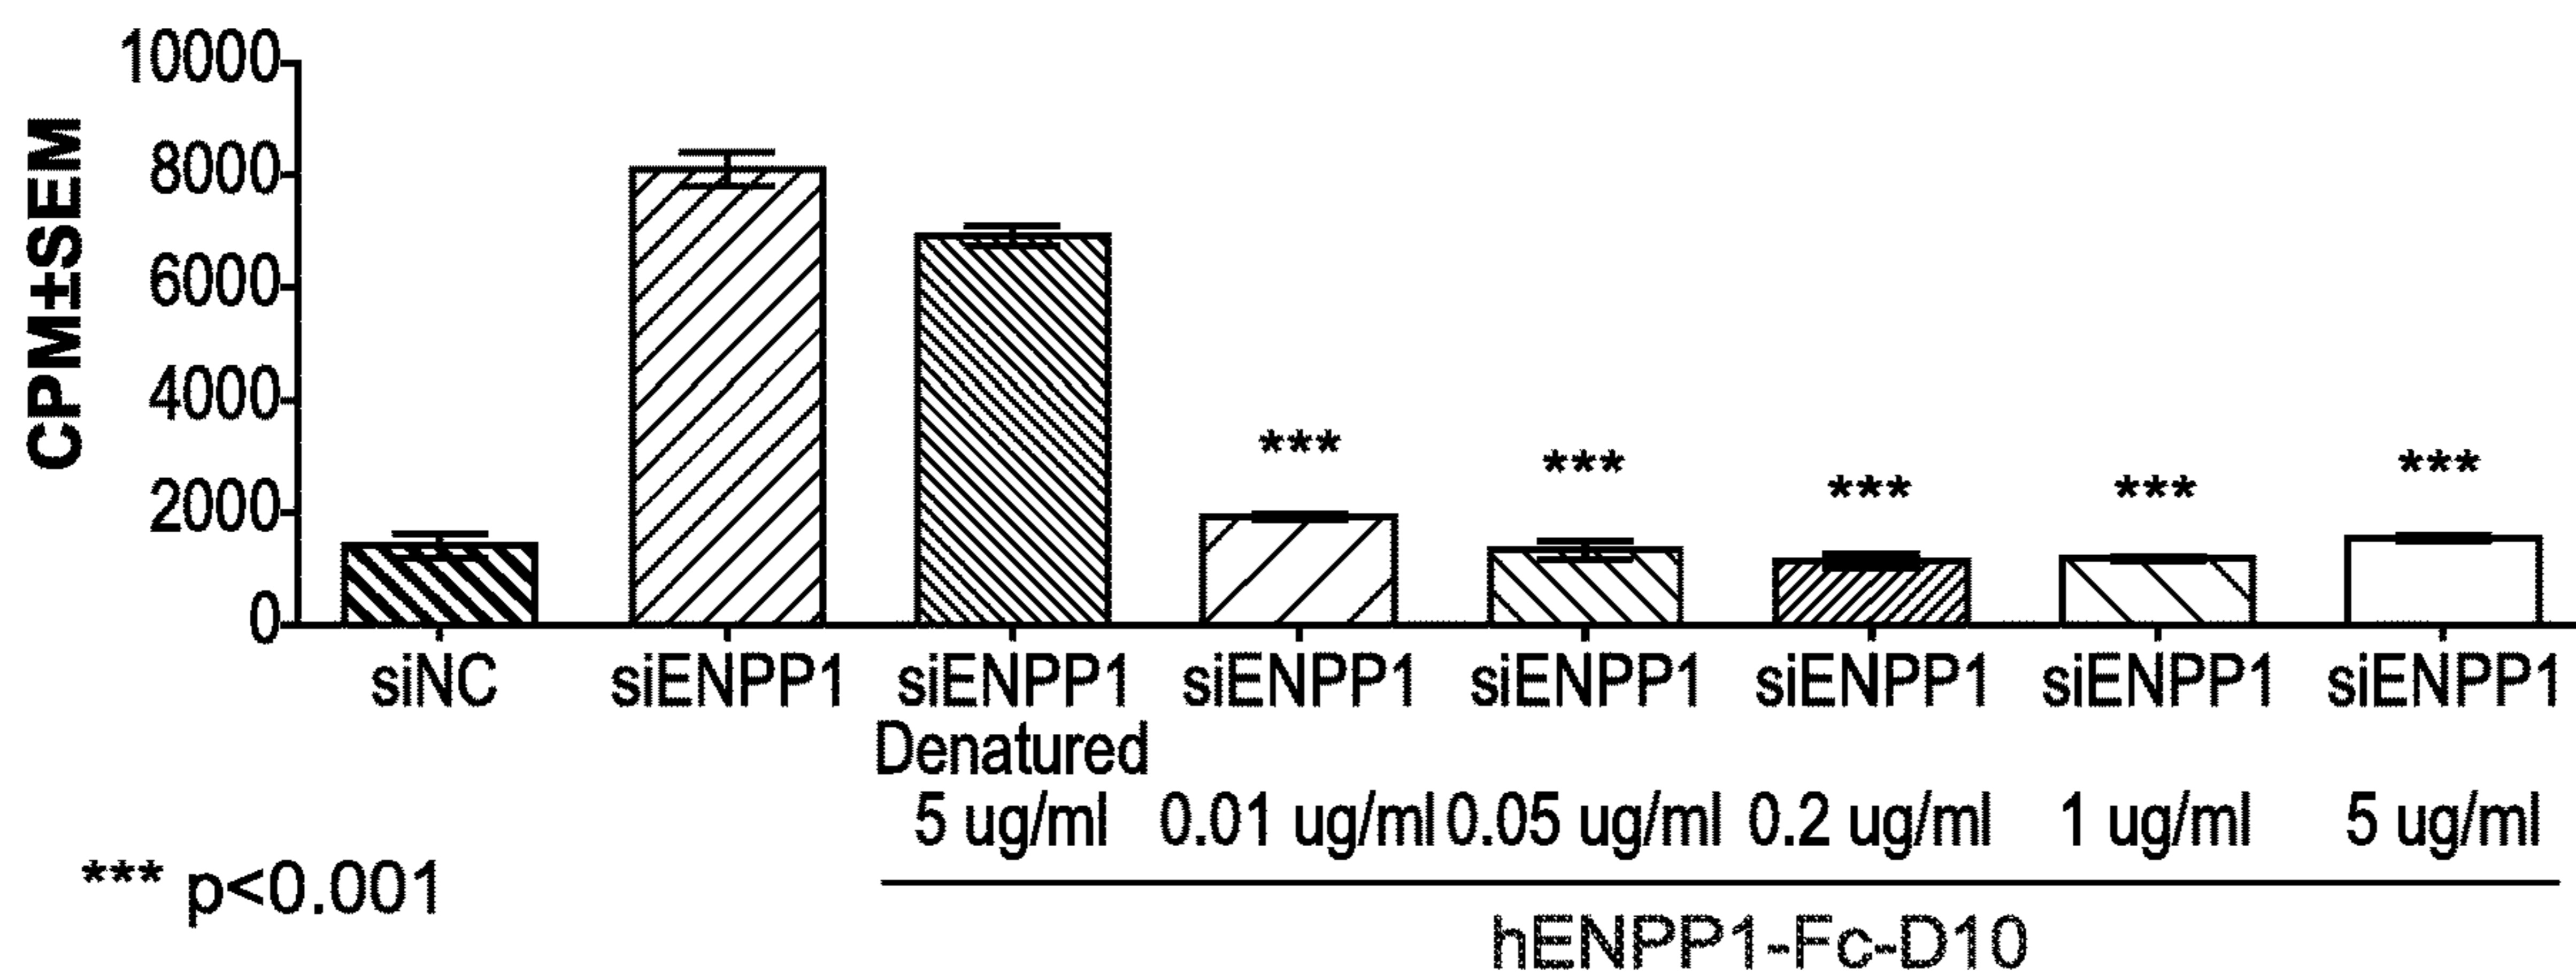 CPM±SEM
10000
8000
6000
4000
2000
0
***
***
***
***
***
siNC siENPP1 siENPP1 siENPP1 siENPP1 siENPP1 siENPP1 siENPP1
Denatured
5 ug/ml 0.01 ug/ml 0.05 ug/ml 0.2 ug/ml 1 ug/ml 5 ug/ml
*** p<0.001
hENPP1-Fc-D10